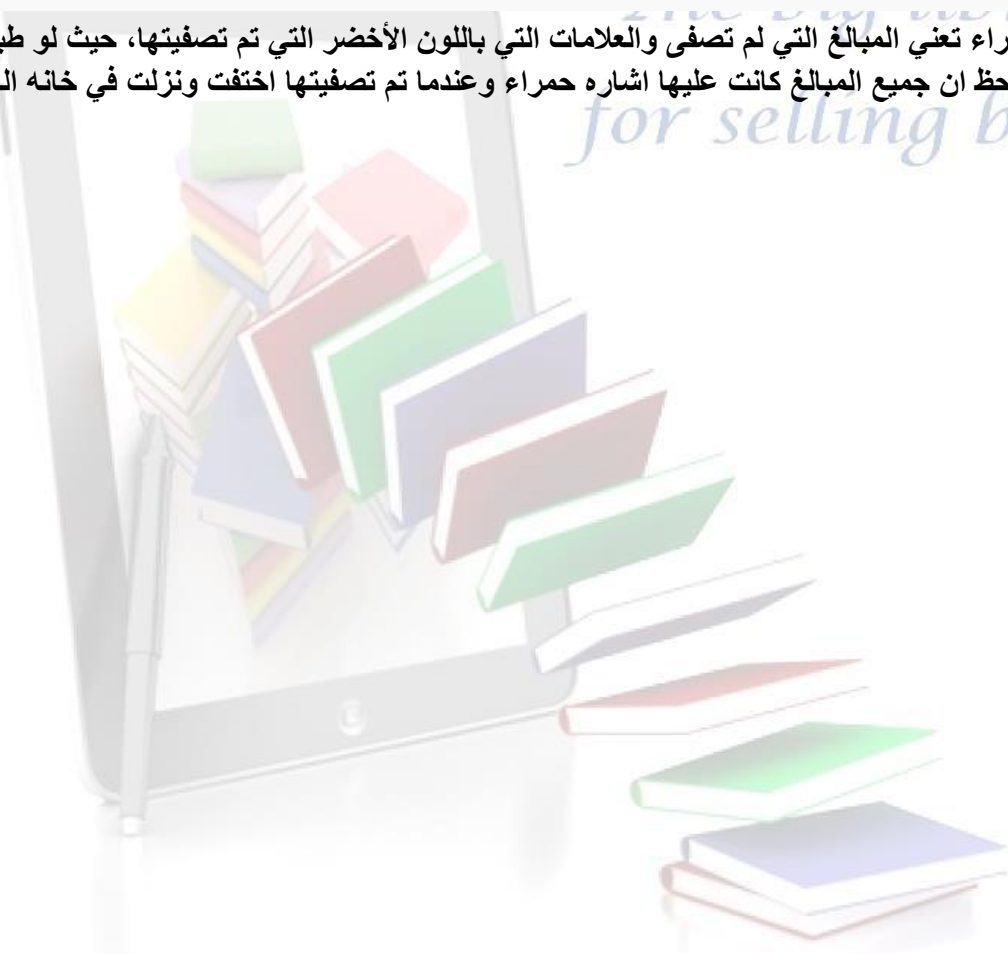 راء تعني المبالغ التي لم تصفى والعلامات التي باللون الأخضر التي تم تصفيتها، حيث لو طب
حظ ان جميع المبالغ كانت عليها اشاره حمراء وعندما تم تصفيتها اختفت ونزلت في خانه ال
for selling b